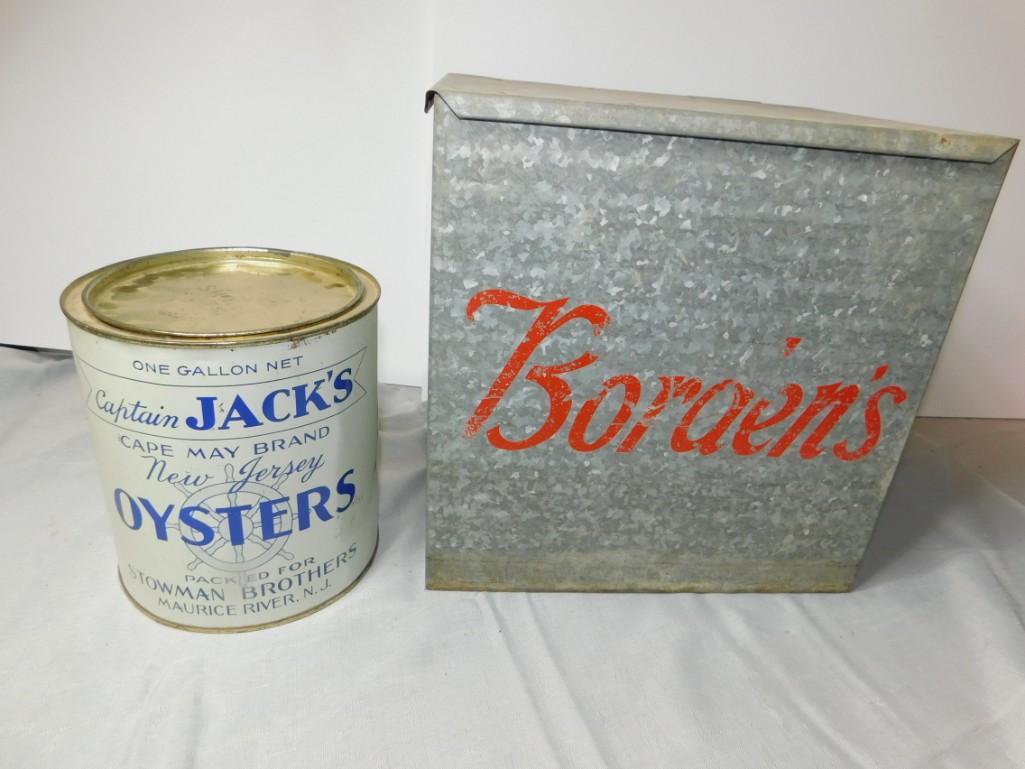 ONE GALLON NET
Captain JACK'S
CAPE MAY BRAND
New Jersey
OYSTERS
PACKED FOR
STOWMAN BROTHERS
MAURICE RIVER, N.J.
Borden's